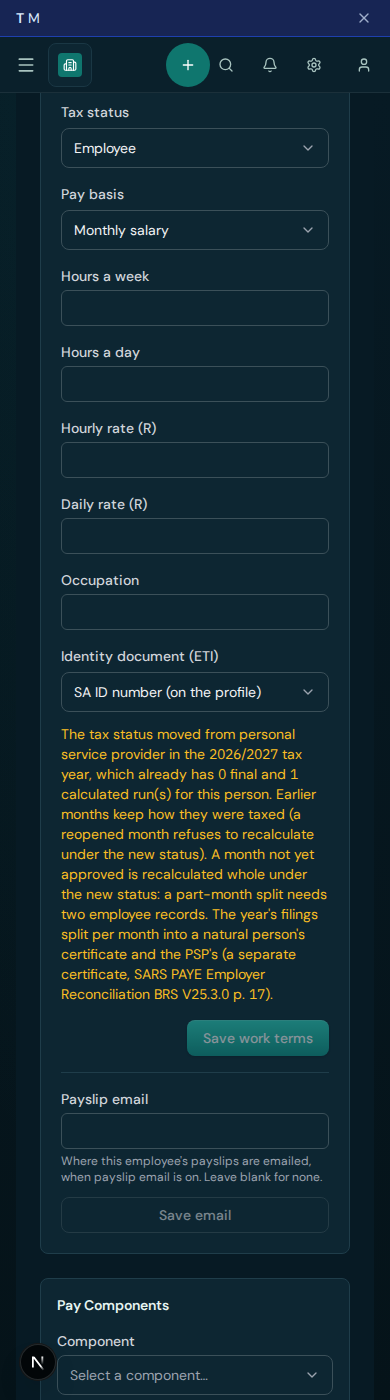 T M
Tax status
Employee
Pay basis
Monthly salary
Hours a week
Hours a day
Hourly rate (R)
Daily rate (R)
Occupation
Identity document (ETI)
SA ID number (on the profile)
The tax status moved from personal
service provider in the 2026/2027 tax
year, which already has 0 final and 1
calculated run(s) for this person. Earlier
months keep how they were taxed (a
reopened month refuses to recalculate
under the new status). A month not yet
approved is recalculated whole under
the new status: a part-month split needs
two employee records. The year's filings
split per month into a natural person's
certificate and the PSP's (a separate
certificate, SARS PAYE Employer
Reconciliation BRS V25.3.0 p. 17).
Save work terms
Payslip email
Where this employee's payslips are emailed,
when payslip email is on. Leave blank for none.
Save email
Pay Components
Component
N
Select a component...